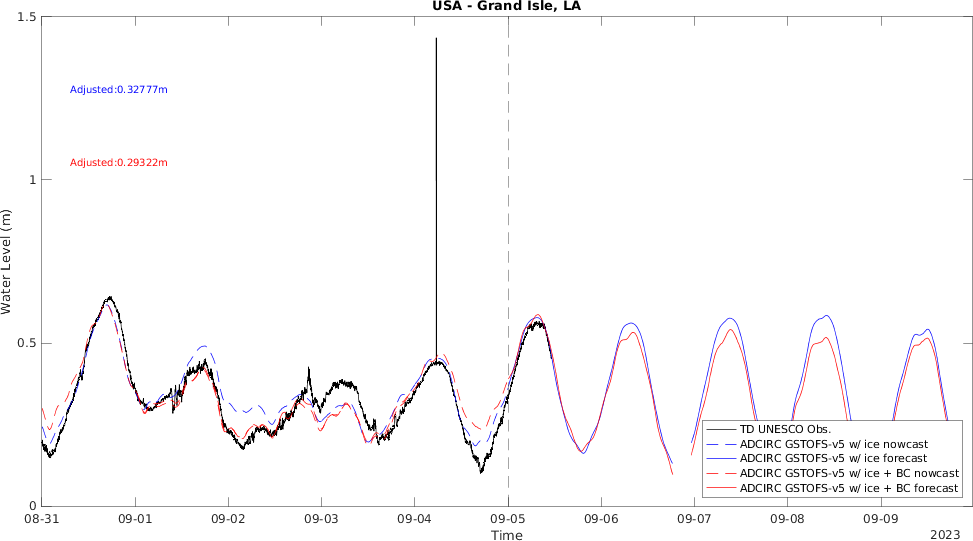 USA - Grand Isle, LA
1.5
Adjusted:0.32777m
Adjusted:0.29322m
1
0.5
0
Water Level (m)
08-31 09-01 09-02 09-03 09-04 09-05 09-06 09-07 09-08 09-09
Time
2023
TD UNESCO Obs.
ADCIRC GSTOFS-v5 w/ ice nowcast
ADCIRC GSTOFS-v5 w/ ice forecast
ADCIRC GSTOFS-v5 w/ ice + BC nowcast
ADCIRC GSTOFS-v5 w/ ice + BC forecast